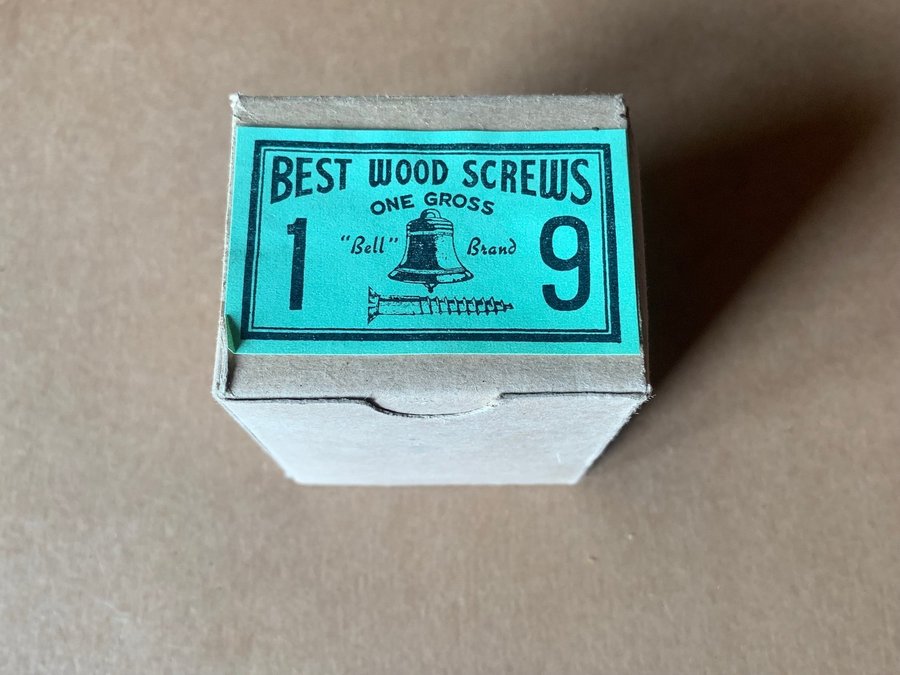 BEST WOOD SCREWS
ONE GROSS
1 "Bell" Brand 9